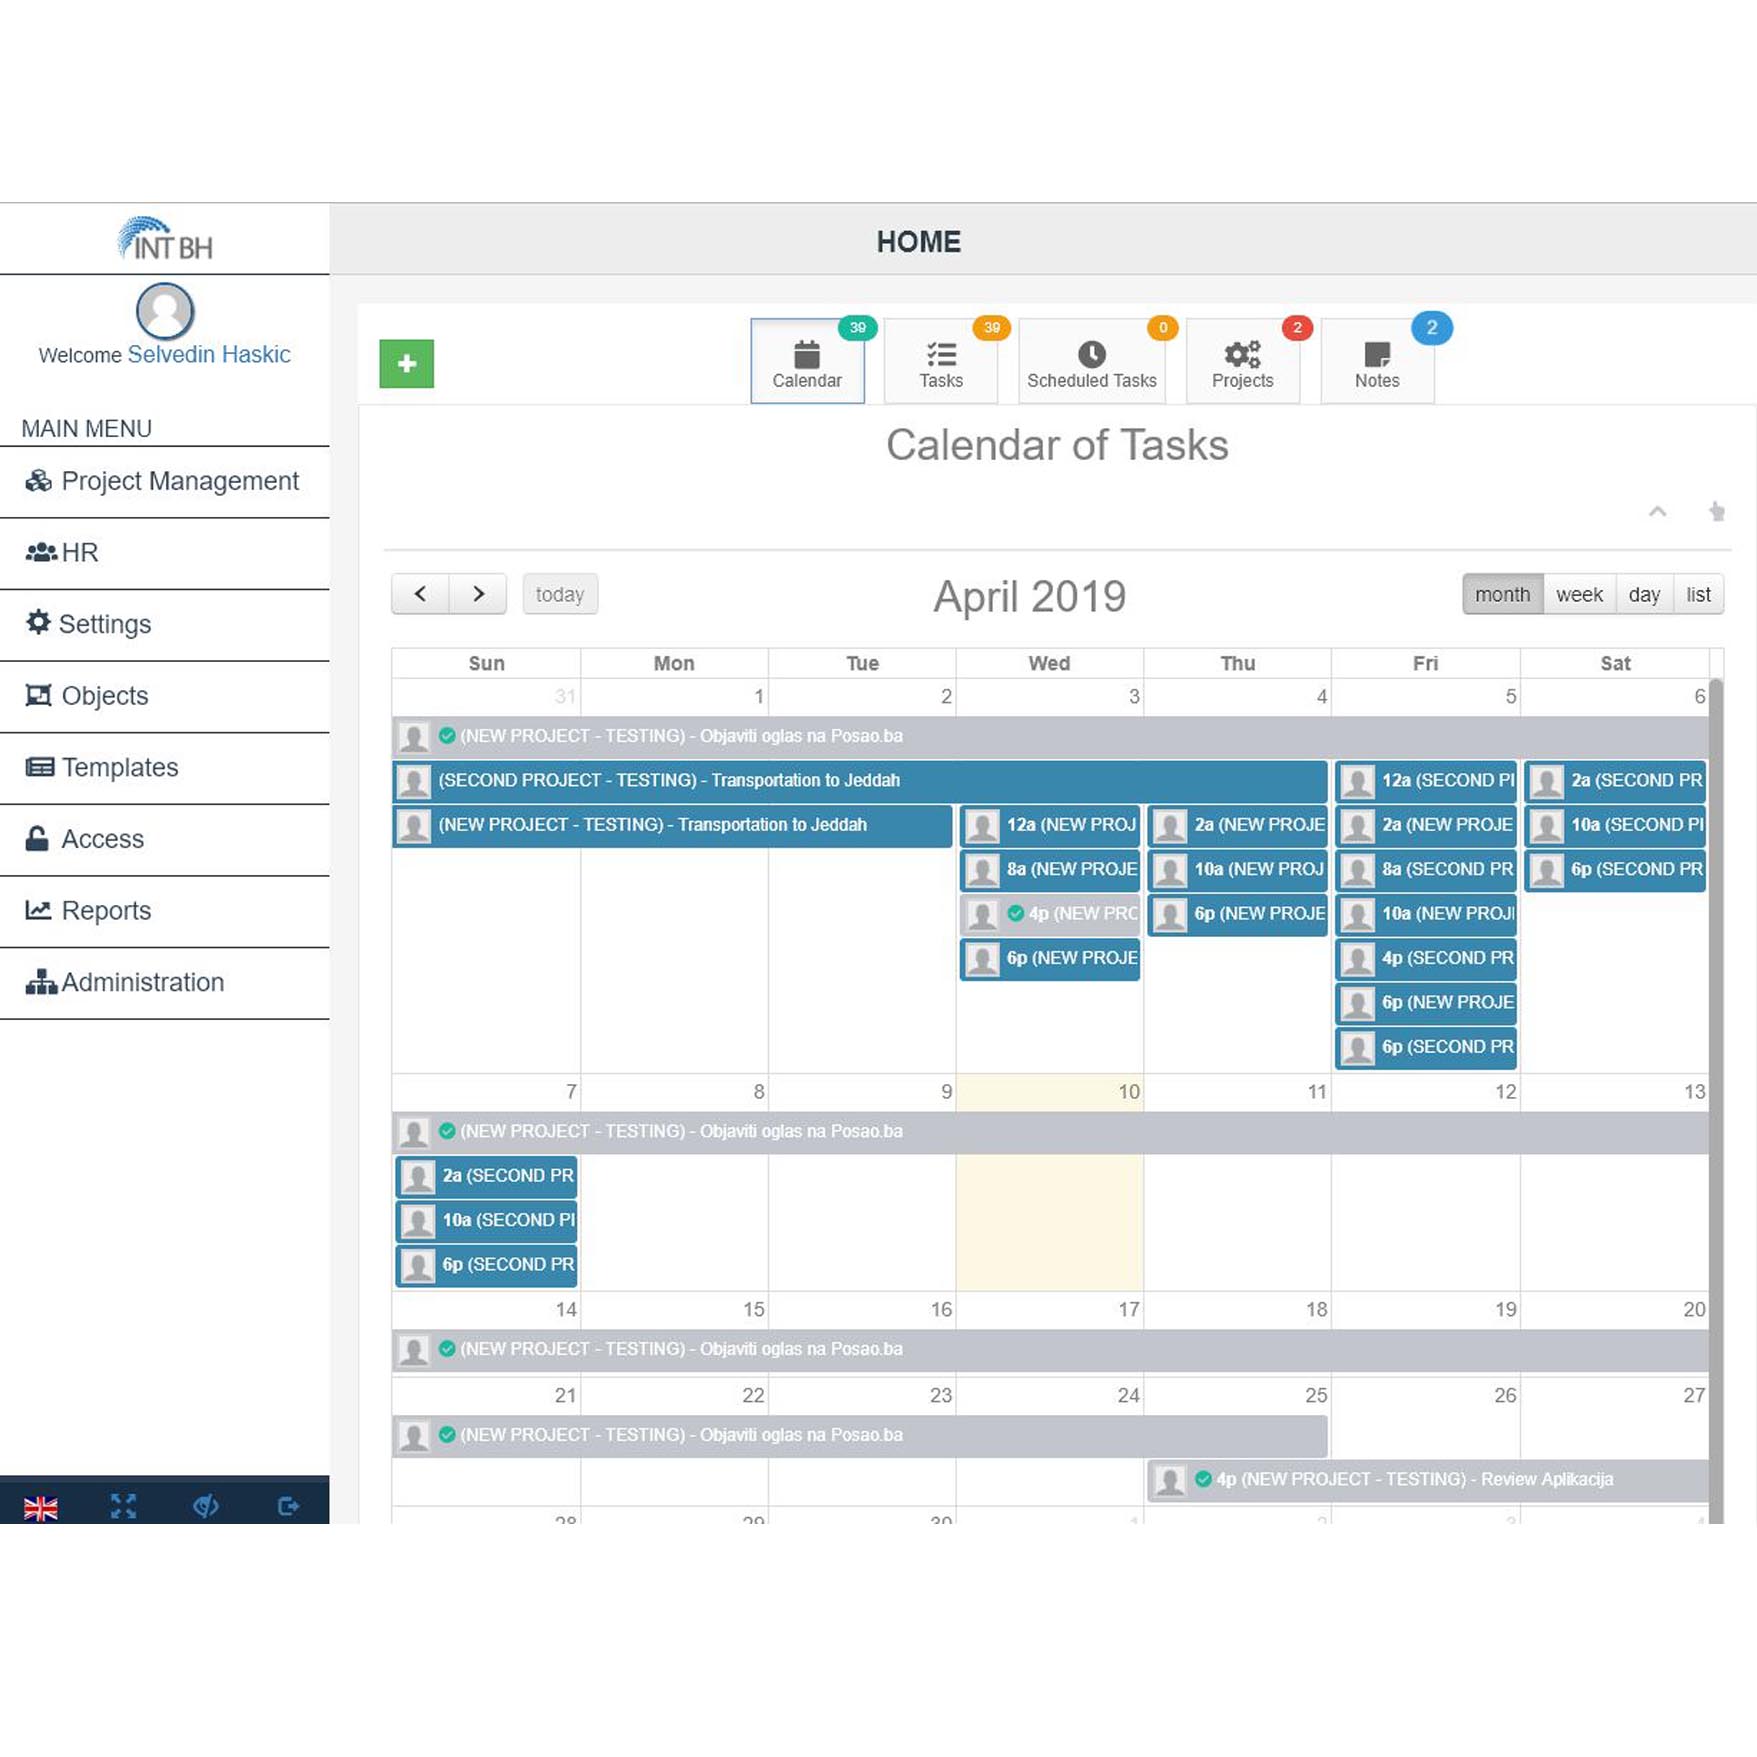 INT BH
HOME
Welcome Selvedin Haskic
39
39
0
2
2
Calendar
Tasks
Scheduled Tasks
Projects
Notes
MAIN MENU
Project Management
HR
Settings
Objects
Templates
Access
Reports
Administration
Calendar of Tasks
today
April 2019
month
week
day
list
Sun Mon Tue Wed Thu Fri Sat
31 1 2 3 4 5 6
(NEW PROJECT - TESTING) - Objaviti oglas na Posao.ba
(SECOND PROJECT - TESTING) - Transportation to Jeddah
12a (SECOND
2a (SECOND PR
(NEW PROJECT - TESTING) - Transportation to Jeddah
12a (NEW PROJ
2a (NEW PROJE
2a (NEW PROJE
10a (SECOND
8a (NEW PROJE
10a (NEW PROJ
8a (SECOND PR
6p (SECOND PR
4p (NEW PRO
6p (NEW PROJE
10a (NEW PROJ
6p (NEW PROJE
4p (SECOND PR
6p (NEW PROJE
6p (SECOND PR
7 8 9 10 11 12 13
(NEW PROJECT - TESTING) - Objaviti oglas na Posao.ba
2a (SECOND PR
10a (SECOND
6p (SECOND PR
14 15 16 17 18 19 20
(NEW PROJECT - TESTING) - Objaviti oglas na Posao.ba
21 22 23 24 25 26 27
(NEW PROJECT - TESTING) - Objaviti oglas na Posao.ba
4p (NEW PROJECT - TESTING) - Review Aplikacija
28 29 30